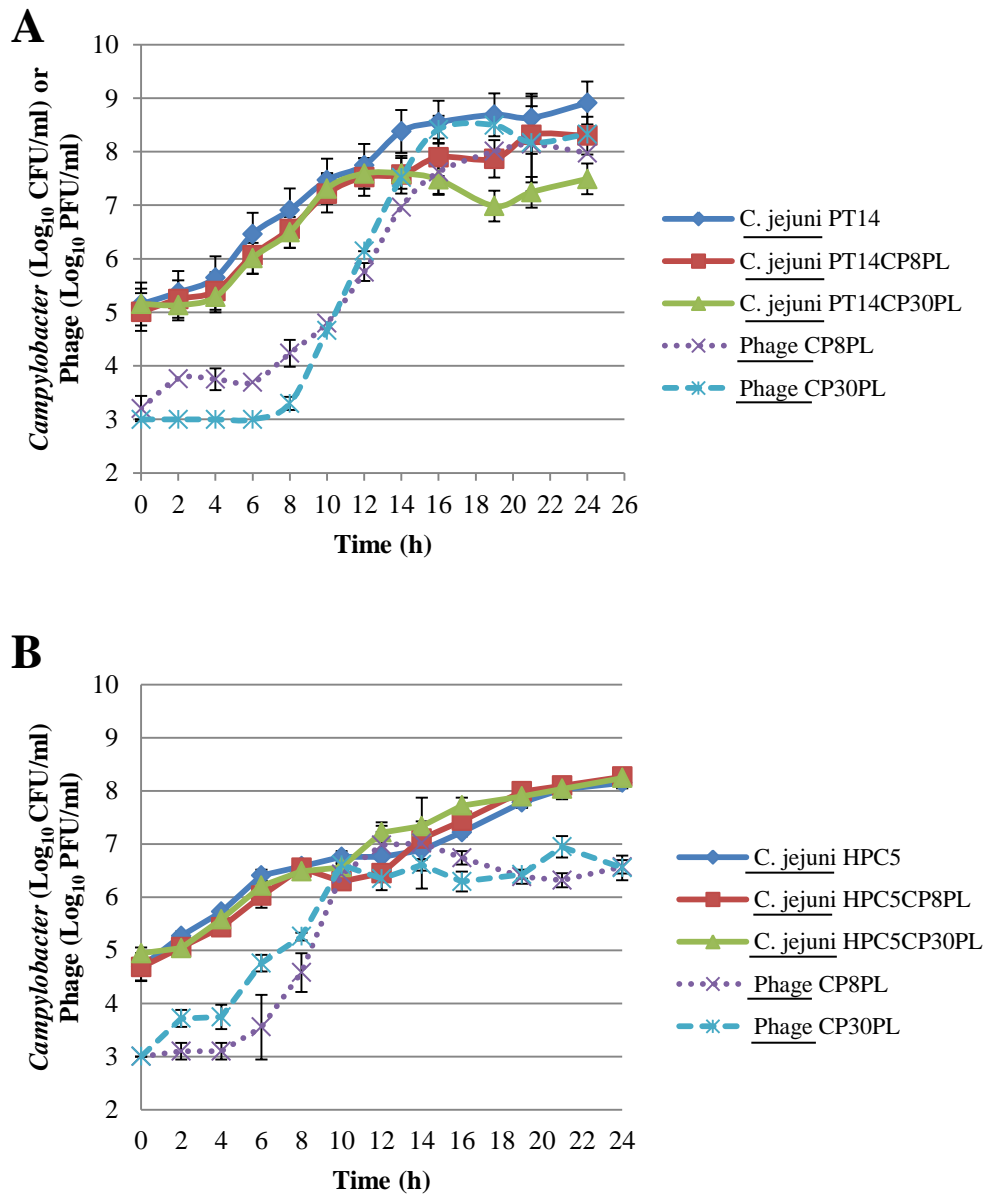 A
10
9
8
7
6
5
4
3
2
Campylobacter (Log10 CFU/ml) or
Phage (Log10 PFU/ml)
0 2 4 6 8 10 12 14 16 18 20 22 24 26
Time (h)
C. jejuni PT14
C. jejuni PT14CP8PL
C. jejuni PT14CP30PL
Phage CP8PL
Phage CP30PL
B
10
9
8
7
6
5
4
3
2
Campylobacter (Log10 CFU/ml)
Phage (Log10 PFU/ml)
0 2 4 6 8 10 12 14 16 18 20 22 24
Time (h)
C. jejuni HPC5
C. jejuni HPC5CP8PL
C. jejuni HPC5CP30PL
Phage CP8PL
Phage CP30PL